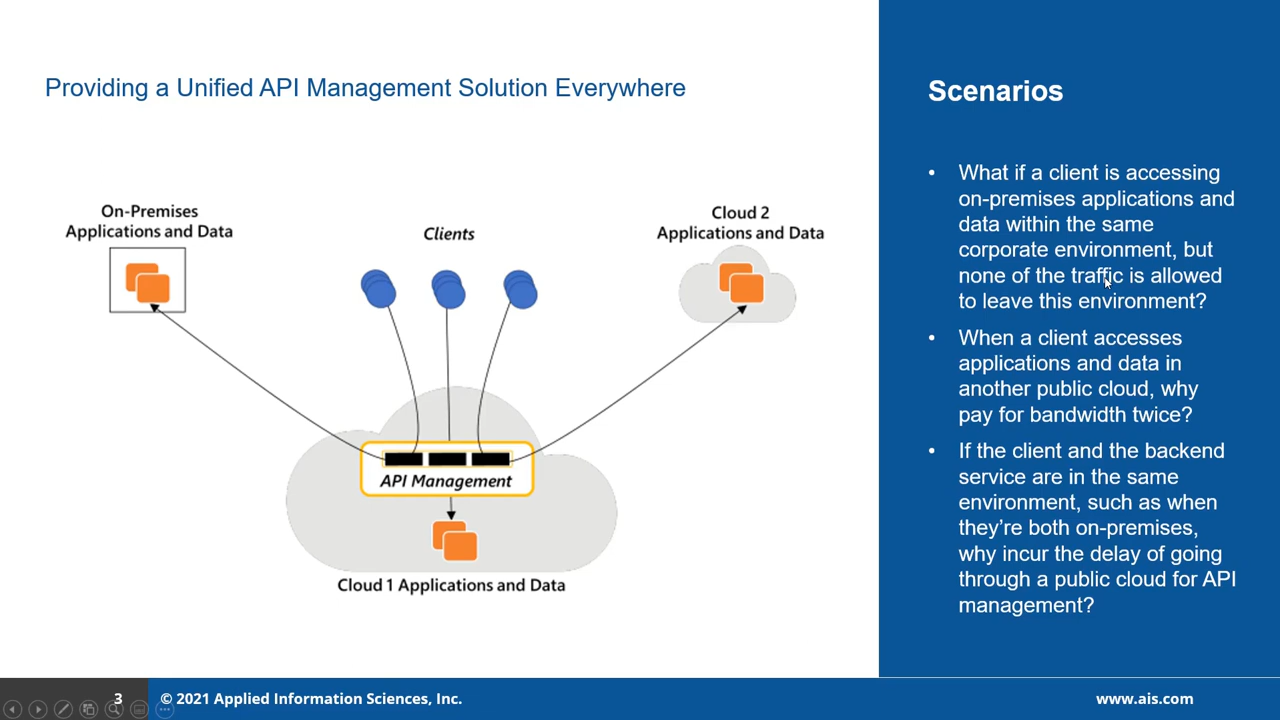 Providing a Unified API Management Solution Everywhere
On-Premises
Applications and Data
Clients
Cloud 2
Applications and Data
API Management
Cloud 1 Applications and Data
Scenarios
• What if a client is accessing
on-premises applications and
data within the same
corporate environment, but
none of the traffic is allowed
to leave this environment?
• When a client accesses
applications and data in
another public cloud, why
pay for bandwidth twice?
• If the client and the backend
service are in the same
environment, such as when
they're both on-premises,
why incur the delay of going
through a public cloud for API
management?
3
© 2021 Applied Information Sciences, Inc.
www.ais.com